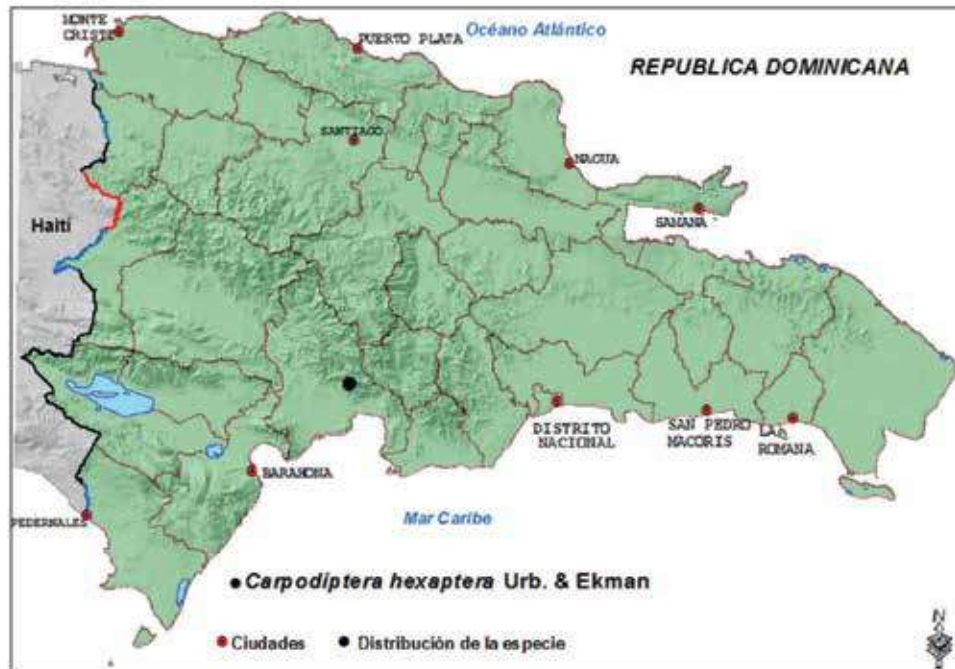 MONTE
CRISTI
PUERTO PLATA
Océano Atlántico
REPUBLICA DOMINICANA
SANTIAGO
NAGUA
Haití
SAMANA
DISTRITO
NACIONAL
SAN PEDRO
MACORIS
LA
ROMANA
BARAHONA
PEDERNALES
Mar Caribe
Carpodiptera hexaptera Urb. & Ekman
Ciudades
Distribución de la especie
N